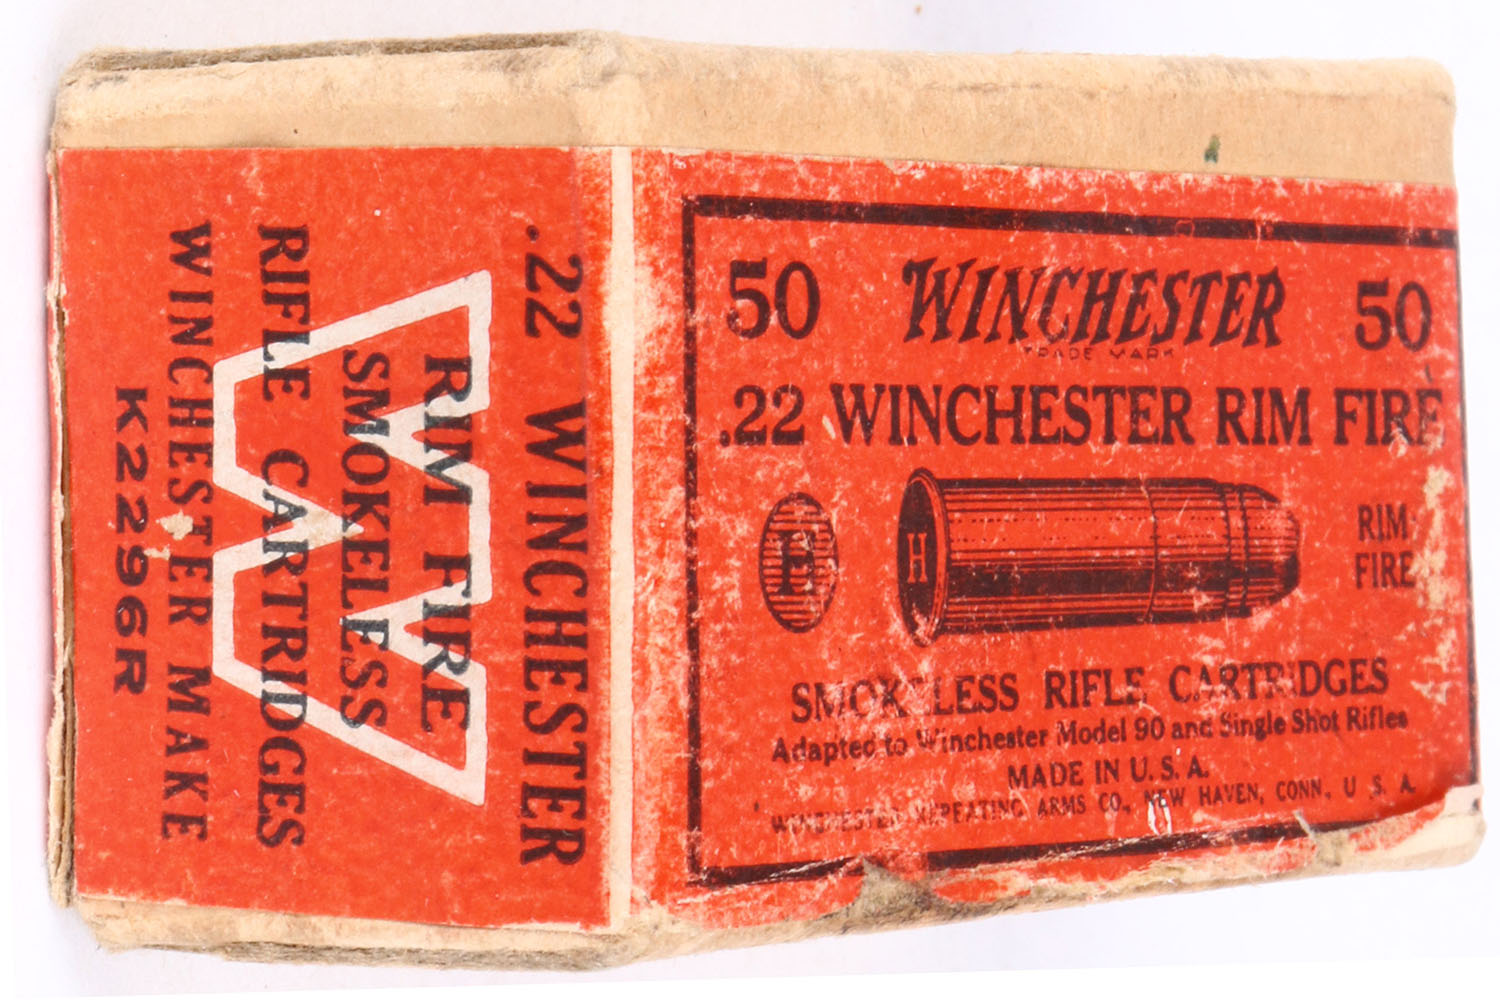 50 WINCHESTER 50
TRADE MARK
.22 WINCHESTER RIM FIRE
H
RIM
FIRE
SMOKELESS RIFLE CARTRIDGES
Adapted to Winchester Model 90 and Single Shot Rifles
MADE IN U.S.A.
WINCHESTER REPEATING ARMS CO., NEW HAVEN, CONN., U.S.A.
.22 WINCHESTER
RIM FIRE
SMOKELESS
RIFLE CARTRIDGES
WINCHESTER MAKE
K2296R
W